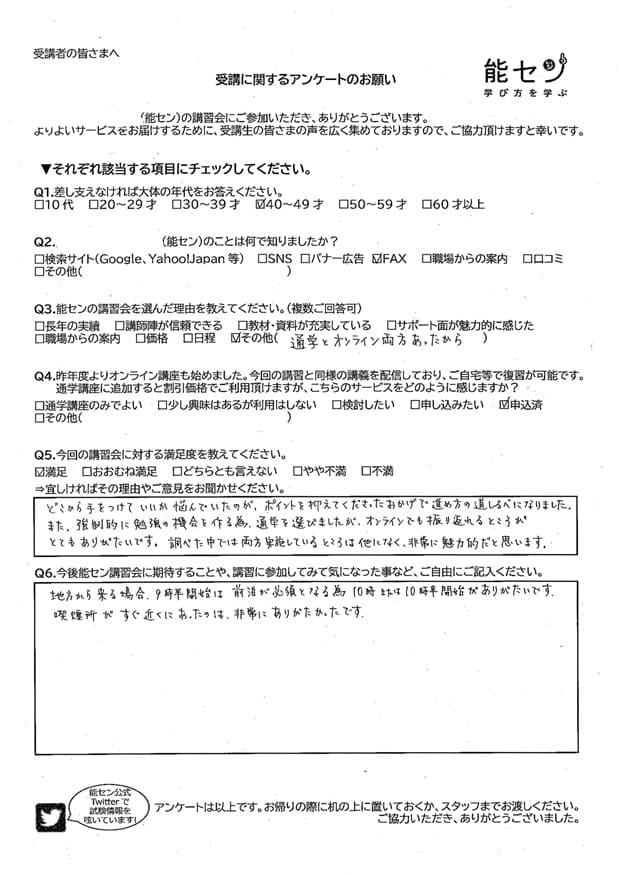 受講者の皆さまへ
受講に関するアンケートのお願い
能セン
学び方を学ぶ
(能セン)の講習会にご参加いただき、ありがとうございます。
よりよいサービスをお届けするために、受講生の皆さまの声を広く集めておりますので、ご協力頂けますと幸いです。
▼それぞれ該当する項目にチェックしてください。
Q1.差し支えなければ大体の年代をお答えください。
□10代 □20～29才 □30～39才 ☑40～49才 □50～59才 □60才以上
Q2. (能セン)のことは何で知りましたか？
□検索サイト(Google、Yahoo!Japan 等) □SNS □バナー広告 ☑FAX □職場からの案内 □口コミ
□その他( )
Q3.能センの講習会を選んだ理由を教えてください。(複数ご回答可)
□長年の実績 □講師陣が信頼できる □教材・資料が充実している □サポート面が魅力的に感じた
□職場からの案内 □価格 □日程 ☑その他( 通学とオンライン両方あったから )
Q4.昨年度よりオンライン講座も始めました。今回の講習と同様の講義を配信しており、ご自宅等で復習が可能です。
通学講座に追加すると割引価格でご利用頂けますが、こちらのサービスをどのように感じますか？
□通学講座のみでよい □少し興味はあるが利用はしない □検討したい □申し込みたい ☑申込済
□その他( )
Q5.今回の講習会に対する満足度を教えてください。
☑満足 □おおむね満足 □どちらとも言えない □やや不満 □不満
⇒宜しければその理由やご意見をお聞かせください。
どこから手をつけていいか悩んでいたのが、ポイントを抑えてくださったおかげで進め方の道しるべになりました。
また、強制的に勉強の機会を作る為、通学を選びましたが、オンラインでも振り返れるところが
とてもありがたいです。調べた中では両方実施しているところは他になく、非常に魅力的だと思います。
Q6.今後能セン講習会に期待することや、講習に参加してみて気になった事など、ご自由にご記入ください。
地方から来る場合、9時半開始は前泊が必須となる為10時または10時半開始がありがたいです。
喫煙所がすぐ近くにあったのは、非常にありがたかったです。
能セン公式
Twitterで
試験情報を
呟いています!
アンケートは以上です。お帰りの際に机の上に置いておくか、スタッフまでお渡しください。
ご協力いただき、ありがとうございました。